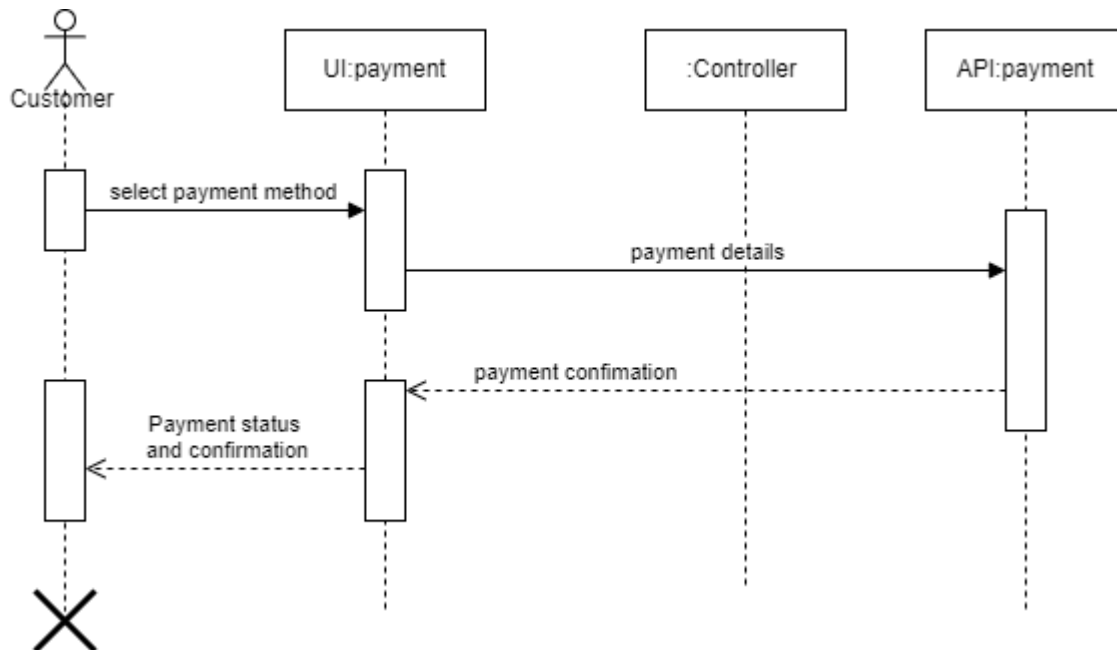 Customer
UI:payment
:Controller
API:payment
select payment method
payment details
payment confimation
Payment status
and confirmation